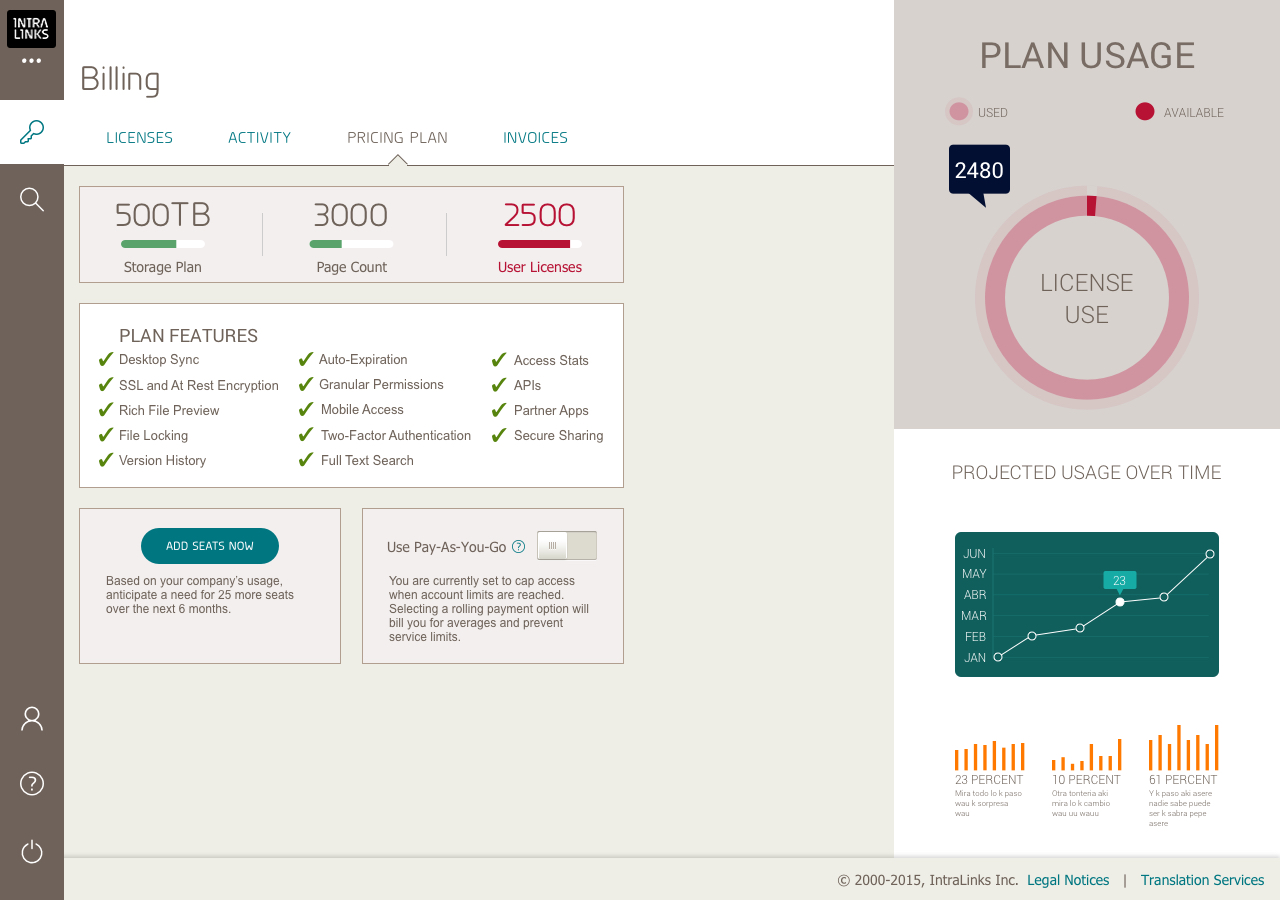 INTRA
LINKS
Billing
LICENSES
ACTIVITY
PRICING PLAN
INVOICES
500TB
Storage Plan
3000
Page Count
2500
User Licenses
PLAN FEATURES
Desktop Sync
SSL and At Rest Encryption
Rich File Preview
File Locking
Version History
Auto-Expiration
Granular Permissions
Mobile Access
Two-Factor Authentication
Full Text Search
Access Stats
APIs
Partner Apps
Secure Sharing
ADD SEATS NOW
Based on your company's usage,
anticipate a need for 25 more seats
over the next 6 months.
Use Pay-As-You-Go ?
You are currently set to cap access
when account limits are reached.
Selecting a rolling payment option will
bill you for averages and prevent
service limits.
PLAN USAGE
USED
AVAILABLE
2480
LICENSE
USE
PROJECTED USAGE OVER TIME
JUN
MAY
ABR
MAR
FEB
JAN
23
23 PERCENT
Mira todo lo k paso
wau k sorpresa
wau
10 PERCENT
Otra tonteria aki
mira lo k cambio
wau uu wauu
61 PERCENT
Y k paso aki asere
nadie sabe puede
ser k sabra pepe
asere
© 2000-2015, IntraLinks Inc. Legal Notices | Translation Services